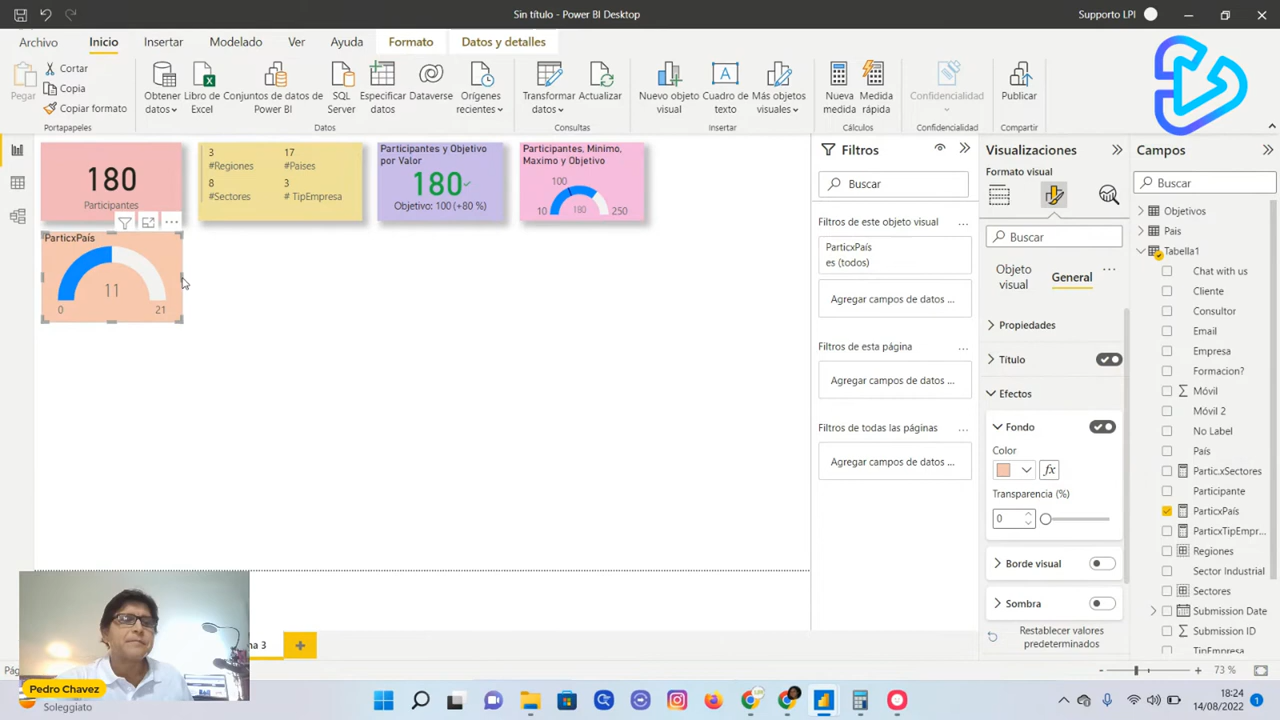 Sin título - Power BI Desktop
Supporto LPI
Archivo
Inicio
Insertar
Modelado
Ver
Ayuda
Formato
Datos y detalles
Pegar
Cortar
Copia
Copiar formato
Portapapeles
Obtener datos
Libro de Excel
Conjuntos de datos de Power BI
SQL Server
Especificar datos
Dataverse
Orígenes recientes
Datos
Transformar datos
Actualizar
Consultas
Nuevo objeto visual
Cuadro de texto
Más objetos visuales
Insertar
Nueva medida
Medida rápida
Cálculos
Confidencialidad
Confidencialidad
Publicar
Compartir
180
Participantes
3
#Regiones
17
#Paises
8
#Sectores
3
# TipEmpresa
Participantes y Objetivo
por Valor
180
Objetivo: 100 (+80 %)
Participantes, Minimo,
Maximo y Objetivo
100
10
180
250
ParticxPaís
11
0
21
Filtros
Buscar
Filtros de este objeto visual
ParticxPaís
es (todos)
Agregar campos de datos ...
Filtros de esta página
Agregar campos de datos ...
Filtros de todas las páginas
Agregar campos de datos ...
Visualizaciones
Formato visual
Buscar
Objeto
visual
General
Propiedades
Título
Efectos
Fondo
Color
fx
Transparencia (%)
0
Borde visual
Sombra
Restablecer valores
predeterminados
Campos
Buscar
Objetivos
Pais
Tabella1
Chat with us
Cliente
Consultor
Email
Empresa
Formacion?
Móvil
Móvil 2
No Label
País
Partic.xSectores
Participante
ParticxPaís
ParticxTipEmpr...
Regiones
Sector Industrial
Sectores
Submission Date
Submission ID
TipEmpresa
na 3
Pág
73 %
Pedro Chavez
Soleggiato
18:24
14/08/2022
1